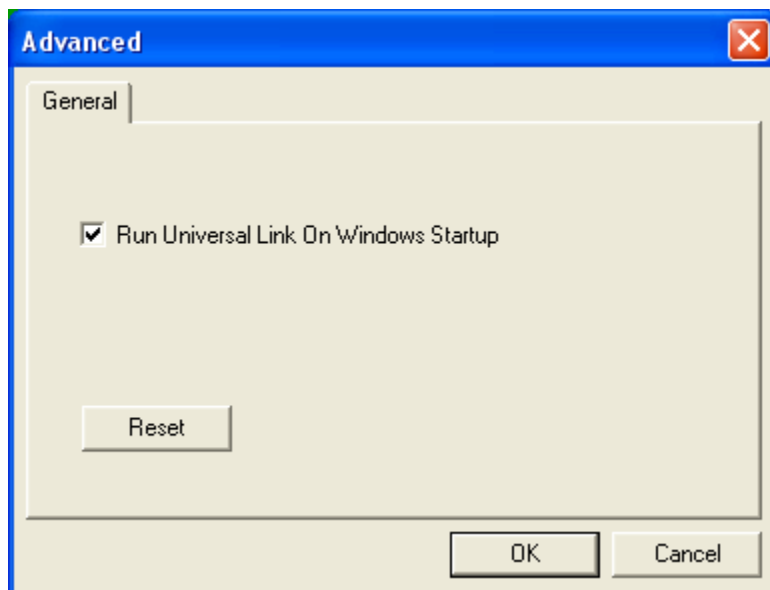 Advanced
General
Run Universal Link On Windows Startup
Reset
OK Cancel